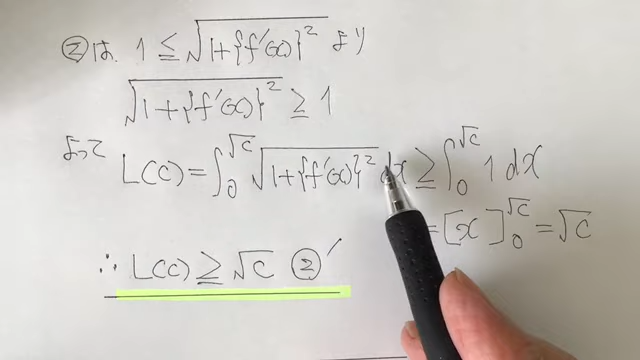 ②は、1 ≤ √1+{f'(x)}² より
√1+{f'(x)}² ≥ 1
よって L(C) = ∫₀^√C √1+{f'(x)}² dx ≥ ∫₀^√C 1 dx
= [x]₀^√C = √C
∴ L(C) ≥ √C ②'